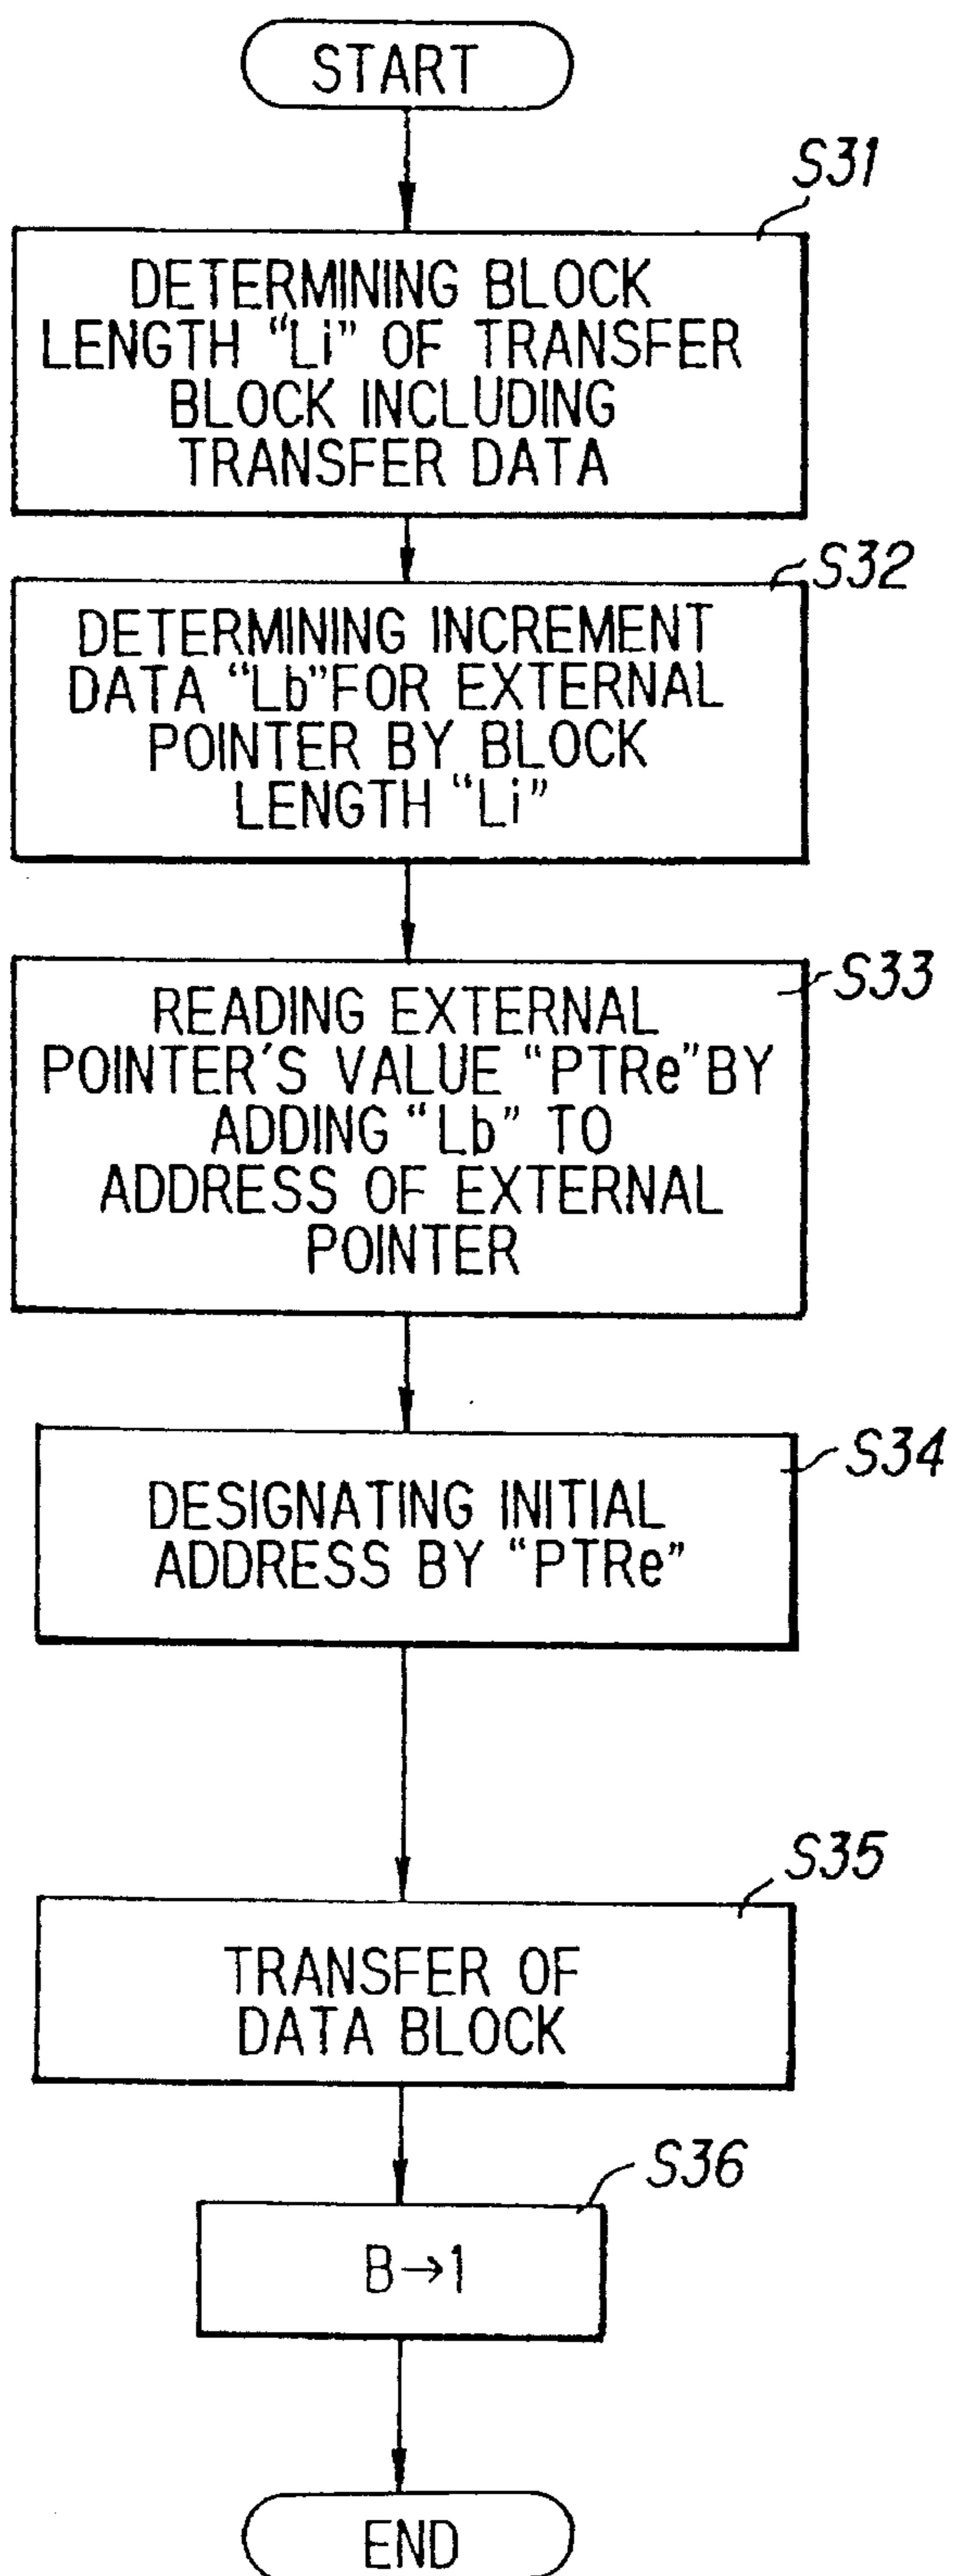 START
S31
DETERMINING BLOCK
LENGTH “Li” OF TRANSFER
BLOCK INCLUDING
TRANSFER DATA
S32
DETERMINING INCREMENT
DATA “Lb” FOR EXTERNAL
POINTER BY BLOCK
LENGTH “Li”
S33
READING EXTERNAL
POINTER'S VALUE “PTRe” BY
ADDING “Lb” TO
ADDRESS OF EXTERNAL
POINTER
S34
DESIGNATING INITIAL
ADDRESS BY “PTRe”
S35
TRANSFER OF
DATA BLOCK
S36
B→1
END